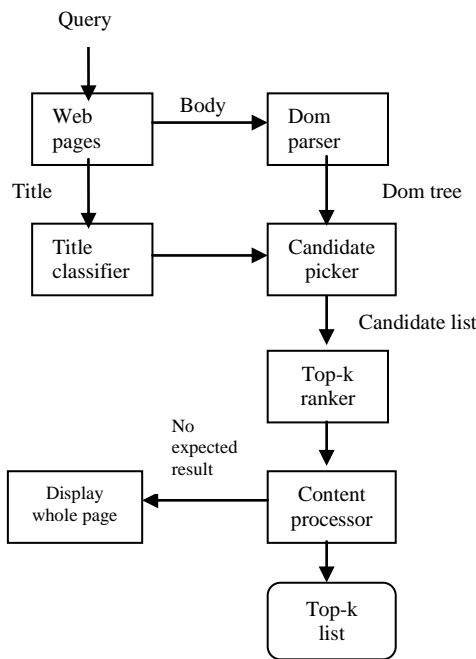 Query
Web
pages
Body
Dom
parser
Title
Dom tree
Title
classifier
Candidate
picker
Candidate list
Top-k
ranker
No
expected
result
Display
whole page
Content
processor
Top-k
list